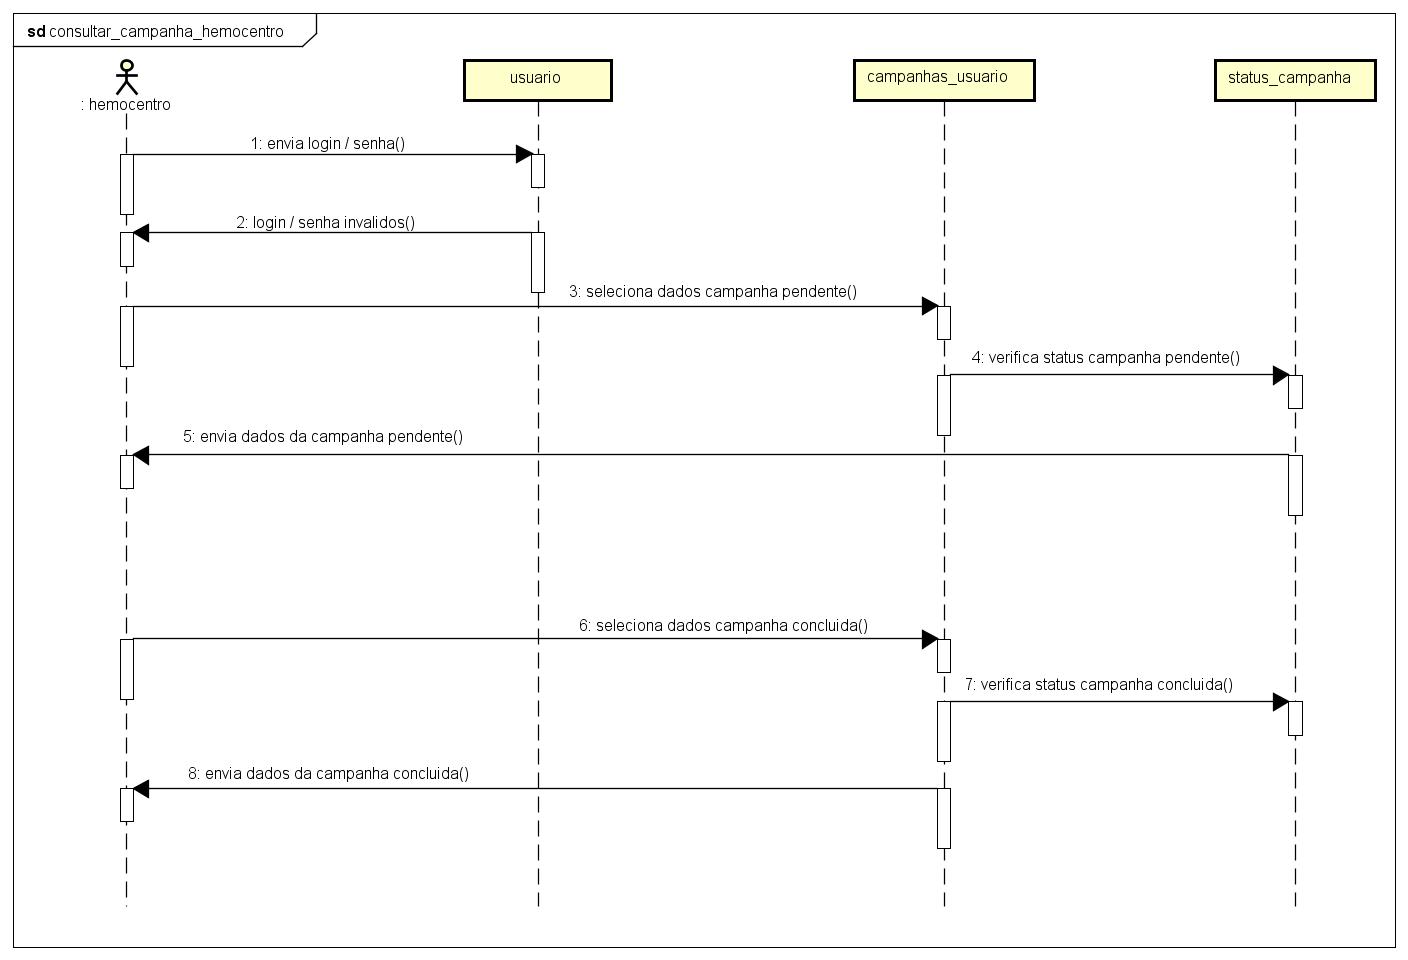 sd consultar_campanha_hemocentro
: hemocentro
usuario
campanhas_usuario
status_campanha
1: envia login / senha()
2: login / senha invalidos()
3: seleciona dados campanha pendente()
4: verifica status campanha pendente()
5: envia dados da campanha pendente()
6: seleciona dados campanha concluida()
7: verifica status campanha concluida()
8: envia dados da campanha concluida()